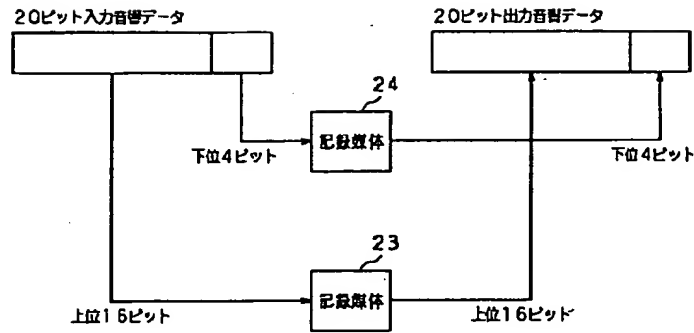 20ビット入力音響データ
20ビット出力音響データ
24
記録媒体
下位4ビット
下位4ビット
23
記録媒体
上位16ビット
上位16ビット